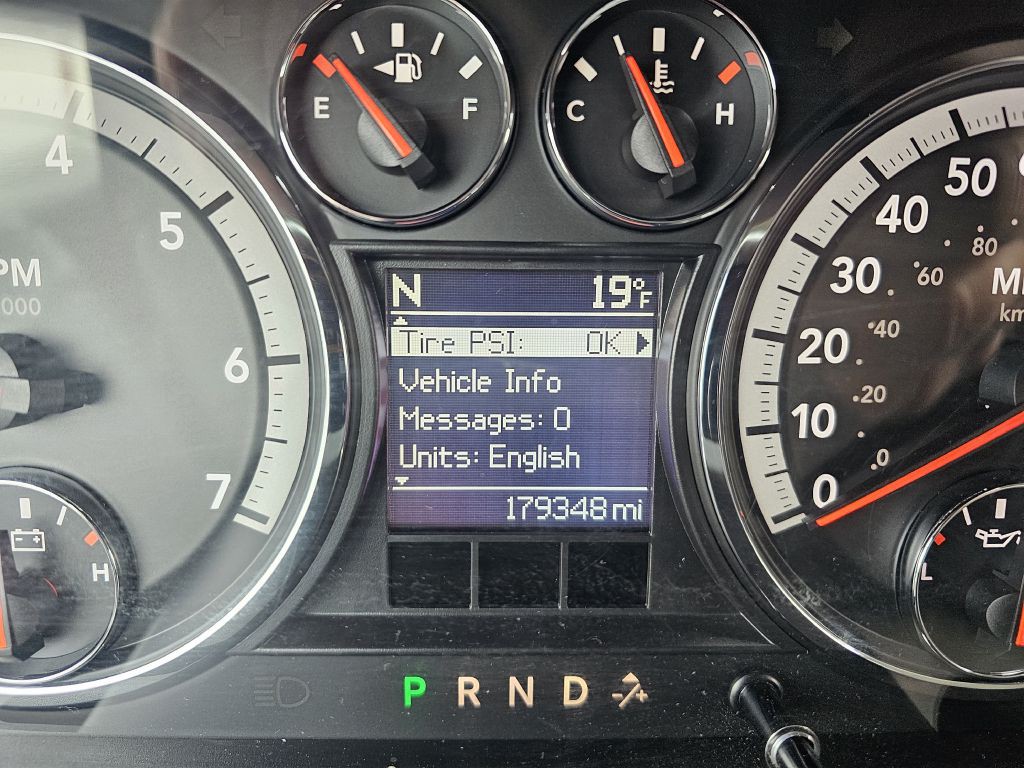 E
F
C
H
4
5
6
7
PM
000
H
N 19°F
Tire PSI: OK
Vehicle Info
Messages: 0
Units: English
179348 mi
50
40
30
20
10
0
80
60
40
20
0
M
km
L
P R N D